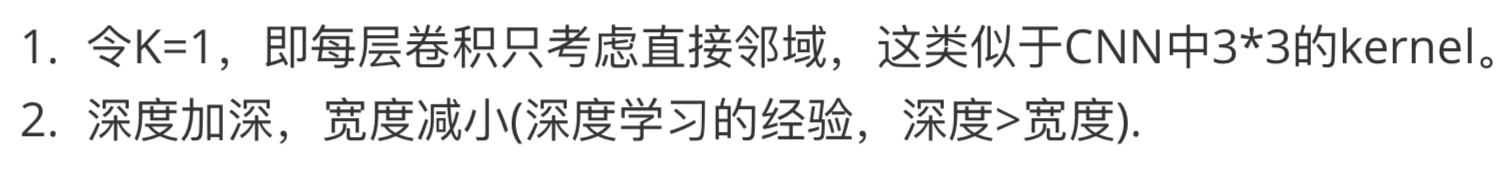 1. 令K=1，即每层卷积只考虑直接邻域，这类似于CNN中3*3的kernel。
2. 深度加深，宽度减小(深度学习的经验，深度>宽度).